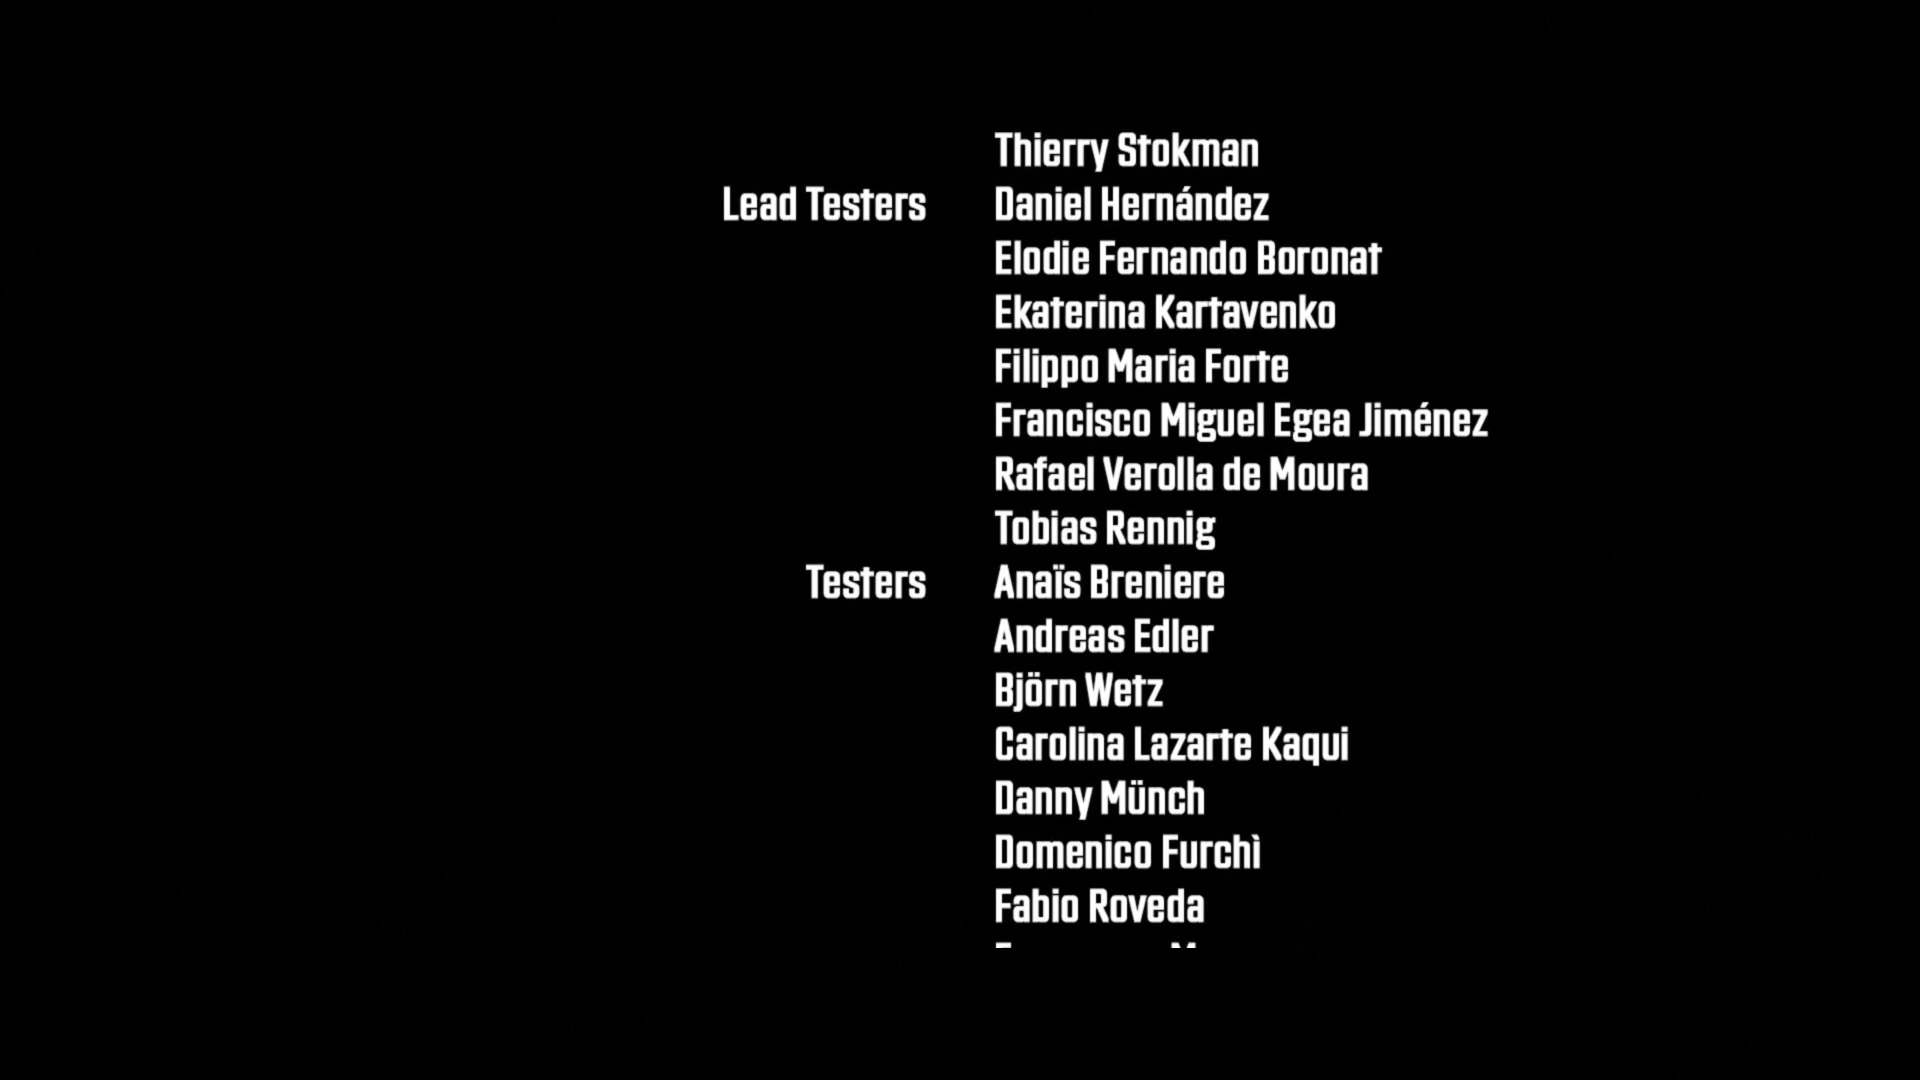 Thierry Stokman
Lead Testers Daniel Hernández
Elodie Fernando Boronat
Ekaterina Kartavenko
Filippo Maria Forte
Francisco Miguel Egea Jiménez
Rafael Verolla de Moura
Tobias Rennig
Testers Anaïs Breniere
Andreas Edler
Björn Wetz
Carolina Lazarte Kaqui
Danny Münch
Domenico Furchì
Fabio Roveda